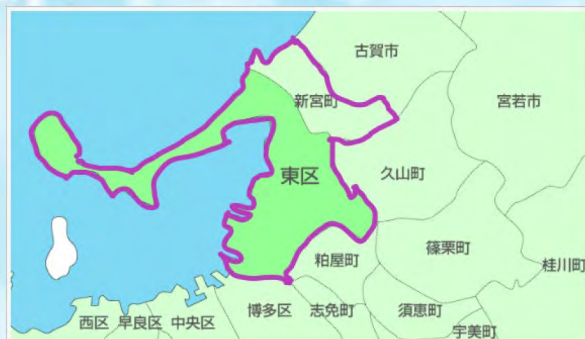 古賀市
新宮町
宮若市
東区
久山町
篠栗町
粕屋町
桂川町
博多区
志免町
須恵町
西区
早良区
中央区
宇美町